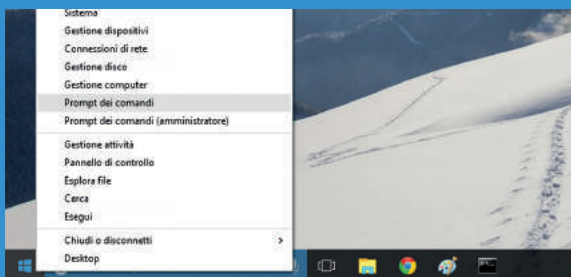 Sistema
Gestione dispositivi
Connessioni di rete
Gestione disco
Gestione computer
Prompt dei comandi
Prompt dei comandi (amministratore)
Gestione attività
Pannello di controllo
Esplora file
Cerca
Esegui
Chiudi o disconnetti
Desktop